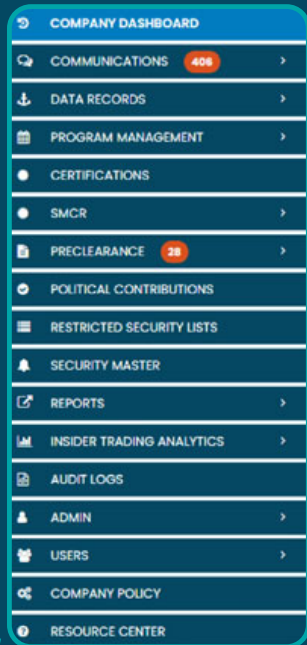 COMPANY DASHBOARD
COMMUNICATIONS 406
DATA RECORDS
PROGRAM MANAGEMENT
CERTIFICATIONS
SMCR
PRECLEARANCE 28
POLITICAL CONTRIBUTIONS
RESTRICTED SECURITY LISTS
SECURITY MASTER
REPORTS
INSIDER TRADING ANALYTICS
AUDIT LOGS
ADMIN
USERS
COMPANY POLICY
RESOURCE CENTER